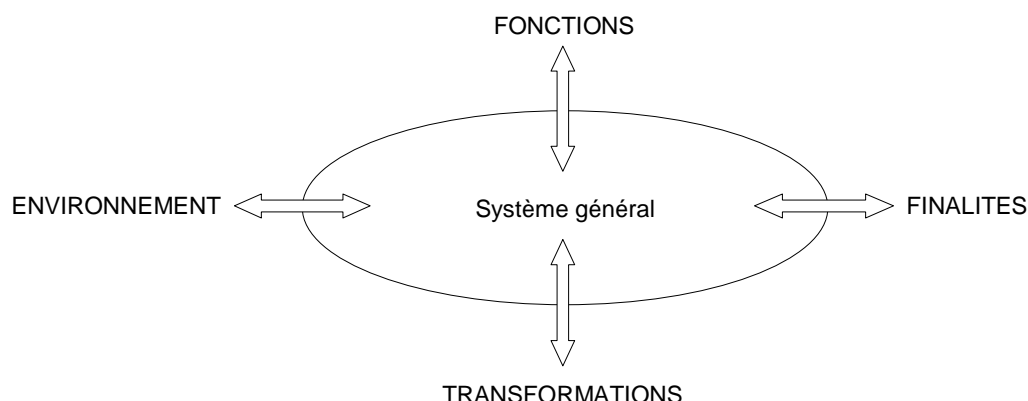 FONCTIONS
ENVIRONNEMENT
Système général
FINALITES
TRANSFORMATIONS